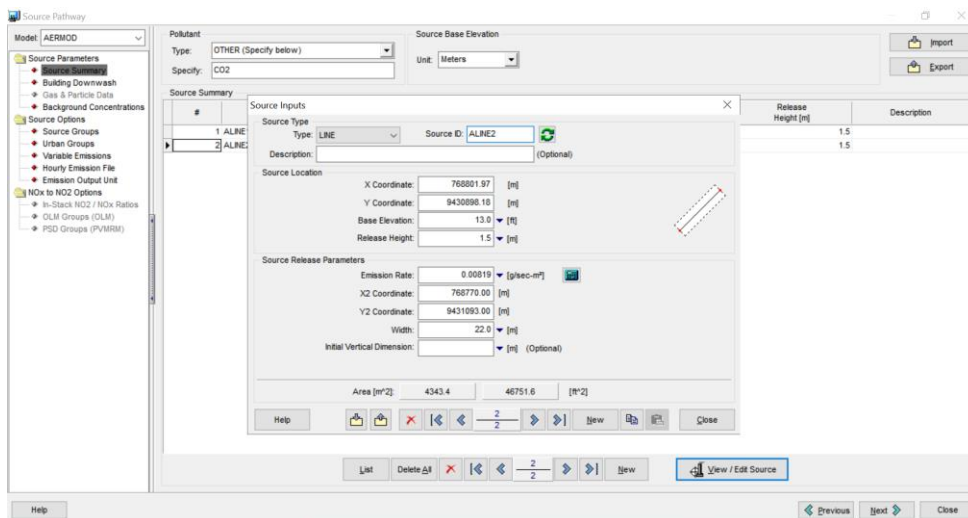 Source Pathway
Model: AERMOD
Source Parameters
Source Summary
Building Downwash
Gas & Particle Data
Background Concentrations
Source Options
Source Groups
Urban Groups
Variable Emissions
Hourly Emission File
Emission Output Unit
NOx to NO2 Options
In-Stack NO2 / NOx Ratios
OLM Groups (OLM)
PSD Groups (PVMRM)
Pollutant
Type: OTHER (Specify below)
Specify: CO2
Source Base Elevation
Unit: Meters
Import
Export
Source Summary
# Release Height [m] Description
1 ALINE 1.5
2 ALINE 1.5
Source Inputs
Source Type
Type: LINE Source ID: ALINE2
Description: (Optional)
Source Location
X Coordinate: 768801.97 [m]
Y Coordinate: 9430898.18 [m]
Base Elevation: 13.0 [ft]
Release Height: 1.5 [m]
Source Release Parameters
Emission Rate: 0.00819 [g/sec-m²]
X2 Coordinate: 768770.00 [m]
Y2 Coordinate: 9431093.00 [m]
Width: 22.0 [m]
Initial Vertical Dimension: [m] (Optional)
Area [m^2]: 4343.4 46751.6 [ft^2]
Help 2 2 New Close
List Delete All 2 2 New View / Edit Source
Help Previous Next Close